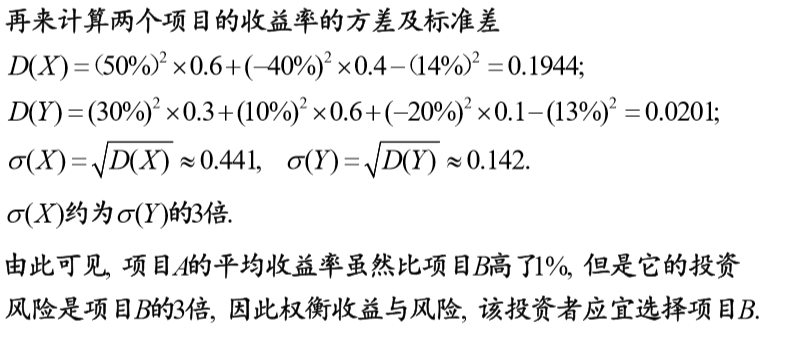 再来计算两个项目的收益率的方差及标准差
D(X)=(50%)²×0.6+(–40%)²×0.4–(14%)²=0.1944;
D(Y)=(30%)²×0.3+(10%)²×0.6+(–20%)²×0.1–(13%)²=0.0201;
σ(X)=√D(X)≈0.441, σ(Y)=√D(Y)≈0.142.
σ(X)约为σ(Y)的3倍.
由此可见, 项目A的平均收益率虽然比项目B高了1%, 但是它的投资
风险是项目B的3倍, 因此权衡收益与风险, 该投资者应宜选择项目B.